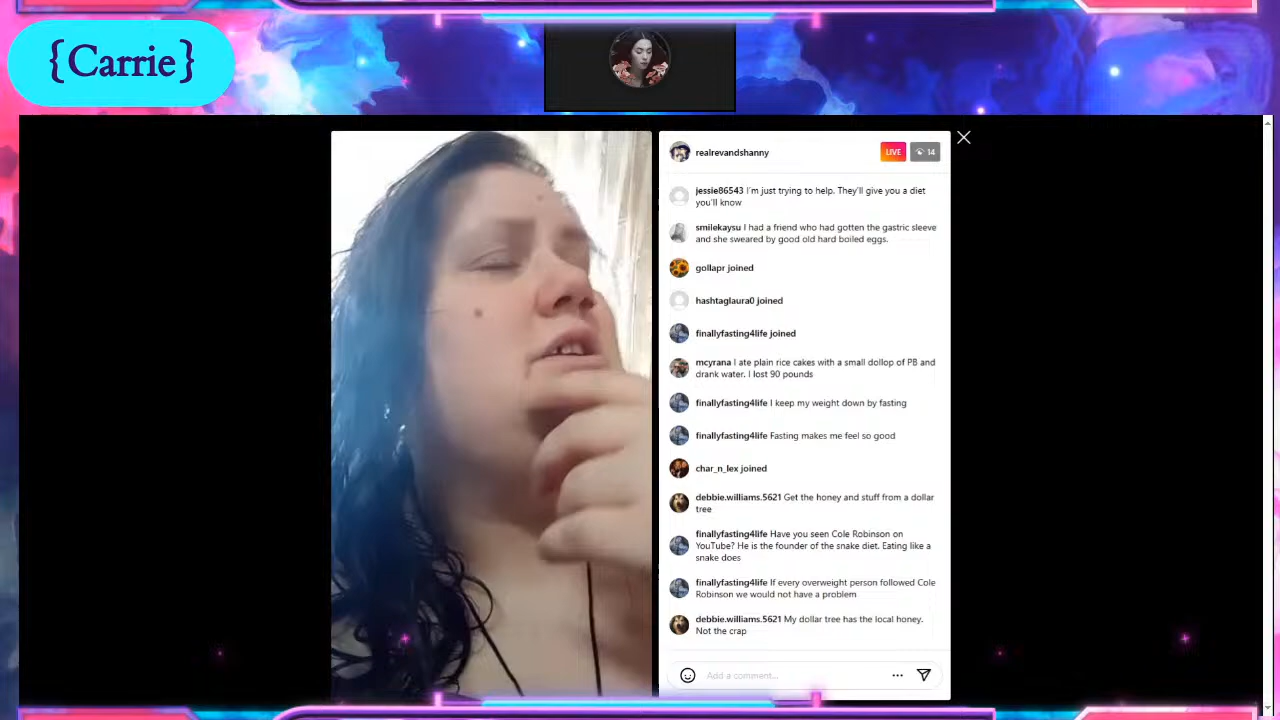 {Carrie}
realrevandshanny
LIVE
14
jessie86543 I'm just trying to help. They'll give you a diet
you'll know
smilekaysu I had a friend who had gotten the gastric sleeve
and she sweared by good old hard boiled eggs.
gollapr joined
hashtaglaura0 joined
finallyfasting4life joined
mcyrana I ate plain rice cakes with a small dollop of PB and
drank water. I lost 90 pounds
finallyfasting4life I keep my weight down by fasting
finallyfasting4life Fasting makes me feel so good
char_n_lex joined
debbie.williams.5621 Get the honey and stuff from a dollar
tree
finallyfasting4life Have you seen Cole Robinson on
YouTube? He is the founder of the snake diet. Eating like a
snake does
finallyfasting4life If every overweight person followed Cole
Robinson we would not have a problem
debbie.williams.5621 My dollar tree has the local honey.
Not the crap
Add a comment...